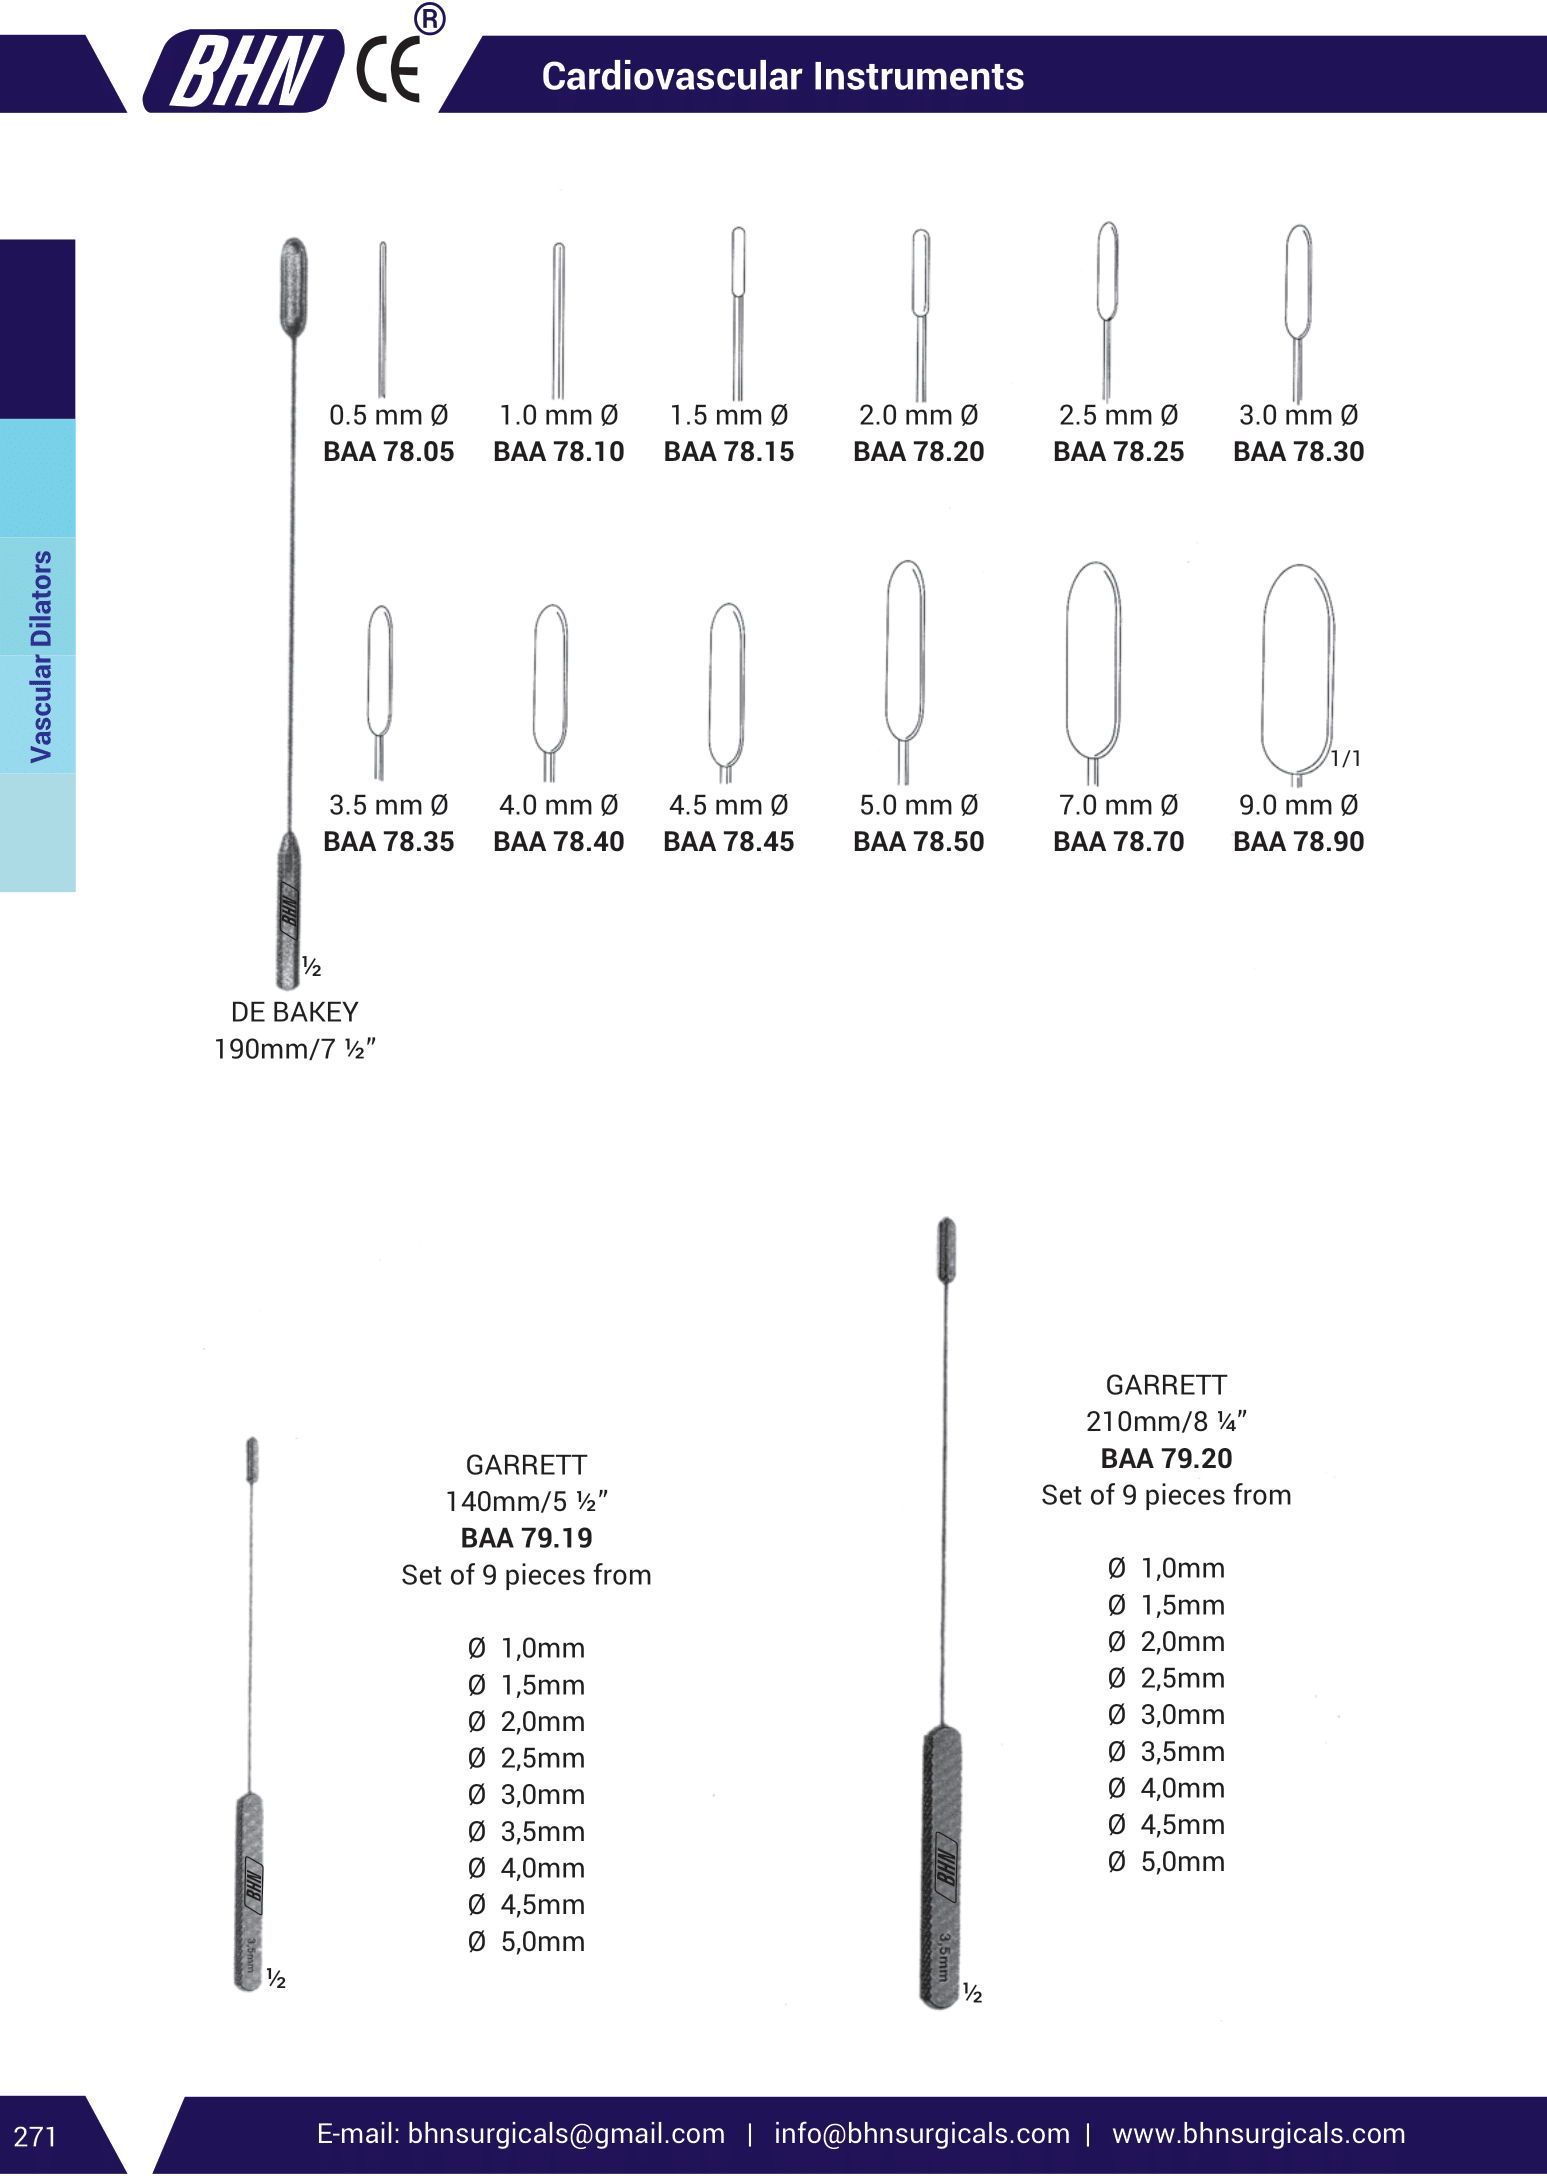 BHN CE ®
Cardiovascular Instruments
Vascular Dilators
0.5 mm Ø 1.0 mm Ø 1.5 mm Ø 2.0 mm Ø 2.5 mm Ø 3.0 mm Ø
BAA 78.05 BAA 78.10 BAA 78.15 BAA 78.20 BAA 78.25 BAA 78.30
1/1
3.5 mm Ø 4.0 mm Ø 4.5 mm Ø 5.0 mm Ø 7.0 mm Ø 9.0 mm Ø
BAA 78.35 BAA 78.40 BAA 78.45 BAA 78.50 BAA 78.70 BAA 78.90
BHN
½
DE BAKEY
190mm/7 ½”
GARRETT
140mm/5 ½”
BAA 79.19
Set of 9 pieces from
Ø 1,0mm
Ø 1,5mm
Ø 2,0mm
Ø 2,5mm
Ø 3,0mm
Ø 3,5mm
Ø 4,0mm
Ø 4,5mm
Ø 5,0mm
BHN
3,5mm
½
GARRETT
210mm/8 ¼”
BAA 79.20
Set of 9 pieces from
Ø 1,0mm
Ø 1,5mm
Ø 2,0mm
Ø 2,5mm
Ø 3,0mm
Ø 3,5mm
Ø 4,0mm
Ø 4,5mm
Ø 5,0mm
BHN
3,5mm
½
271
E-mail: bhnsurgicals@gmail.com | info@bhnsurgicals.com | www.bhnsurgicals.com